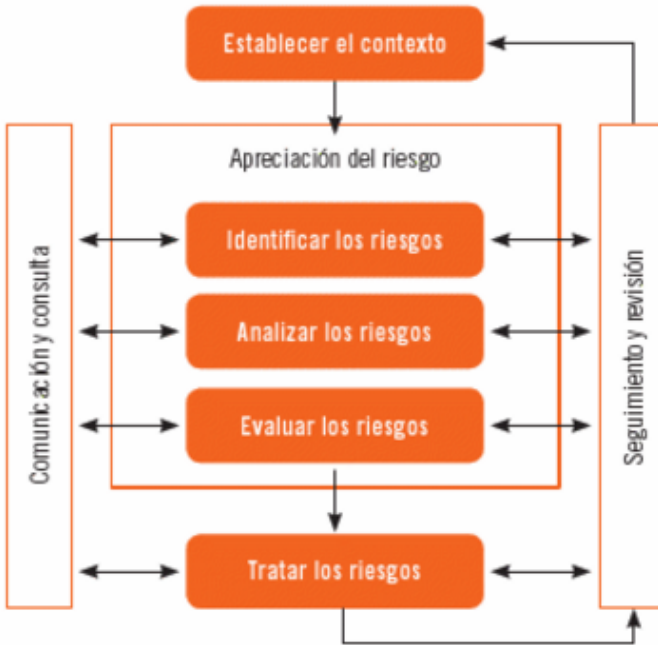 Establecer el contexto
Apreciación del riesgo
Identificar los riesgos
Analizar los riesgos
Evaluar los riesgos
Tratar los riesgos
Comunicación y consulta
Seguimiento y revisión